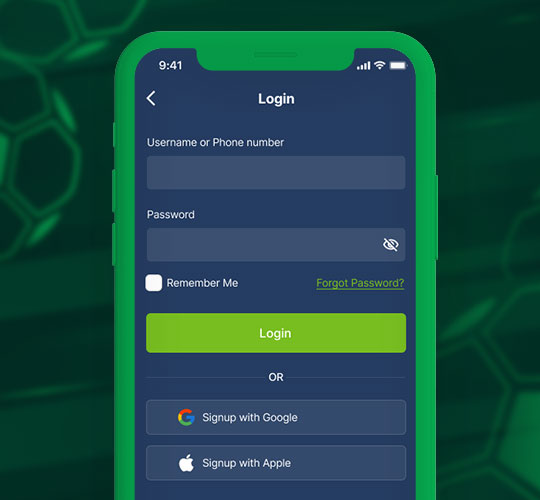 9:41
Login
Username or Phone number
Password
Remember Me
Forgot Password?
Login
OR
Signup with Google
Signup with Apple